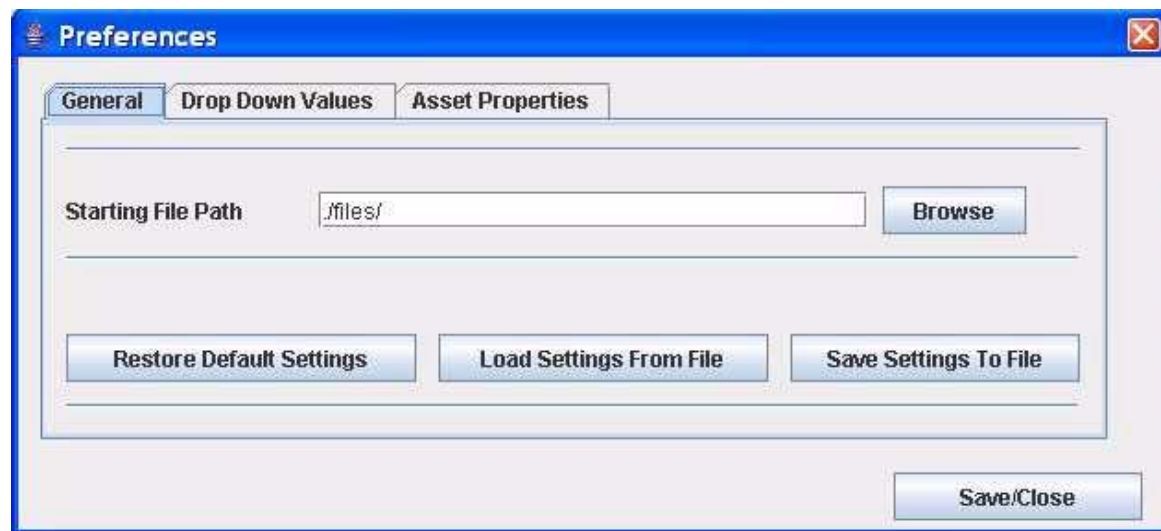 Preferences
General Drop Down Values Asset Properties
Starting File Path ./files/ Browse
Restore Default Settings Load Settings From File Save Settings To File
Save/Close